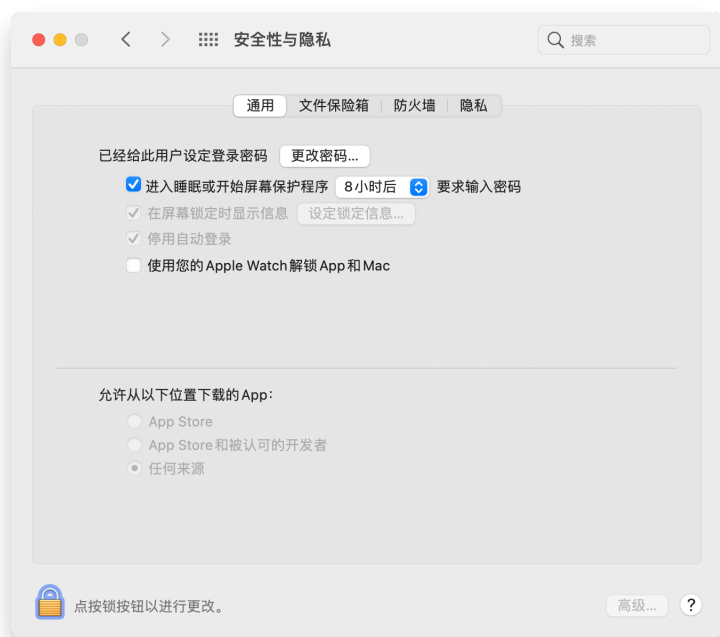 安全性与隐私
搜索
通用 文件保险箱 防火墙 隐私
已经给此用户设定登录密码 更改密码...
进入睡眠或开始屏幕保护程序 8小时后 要求输入密码
在屏幕锁定时显示信息 设定锁定信息...
停用自动登录
使用您的Apple Watch解锁App和Mac
允许从以下位置下载的App：
App Store
App Store和被认可的开发者
任何来源
点按锁按钮以进行更改。
高级... ?